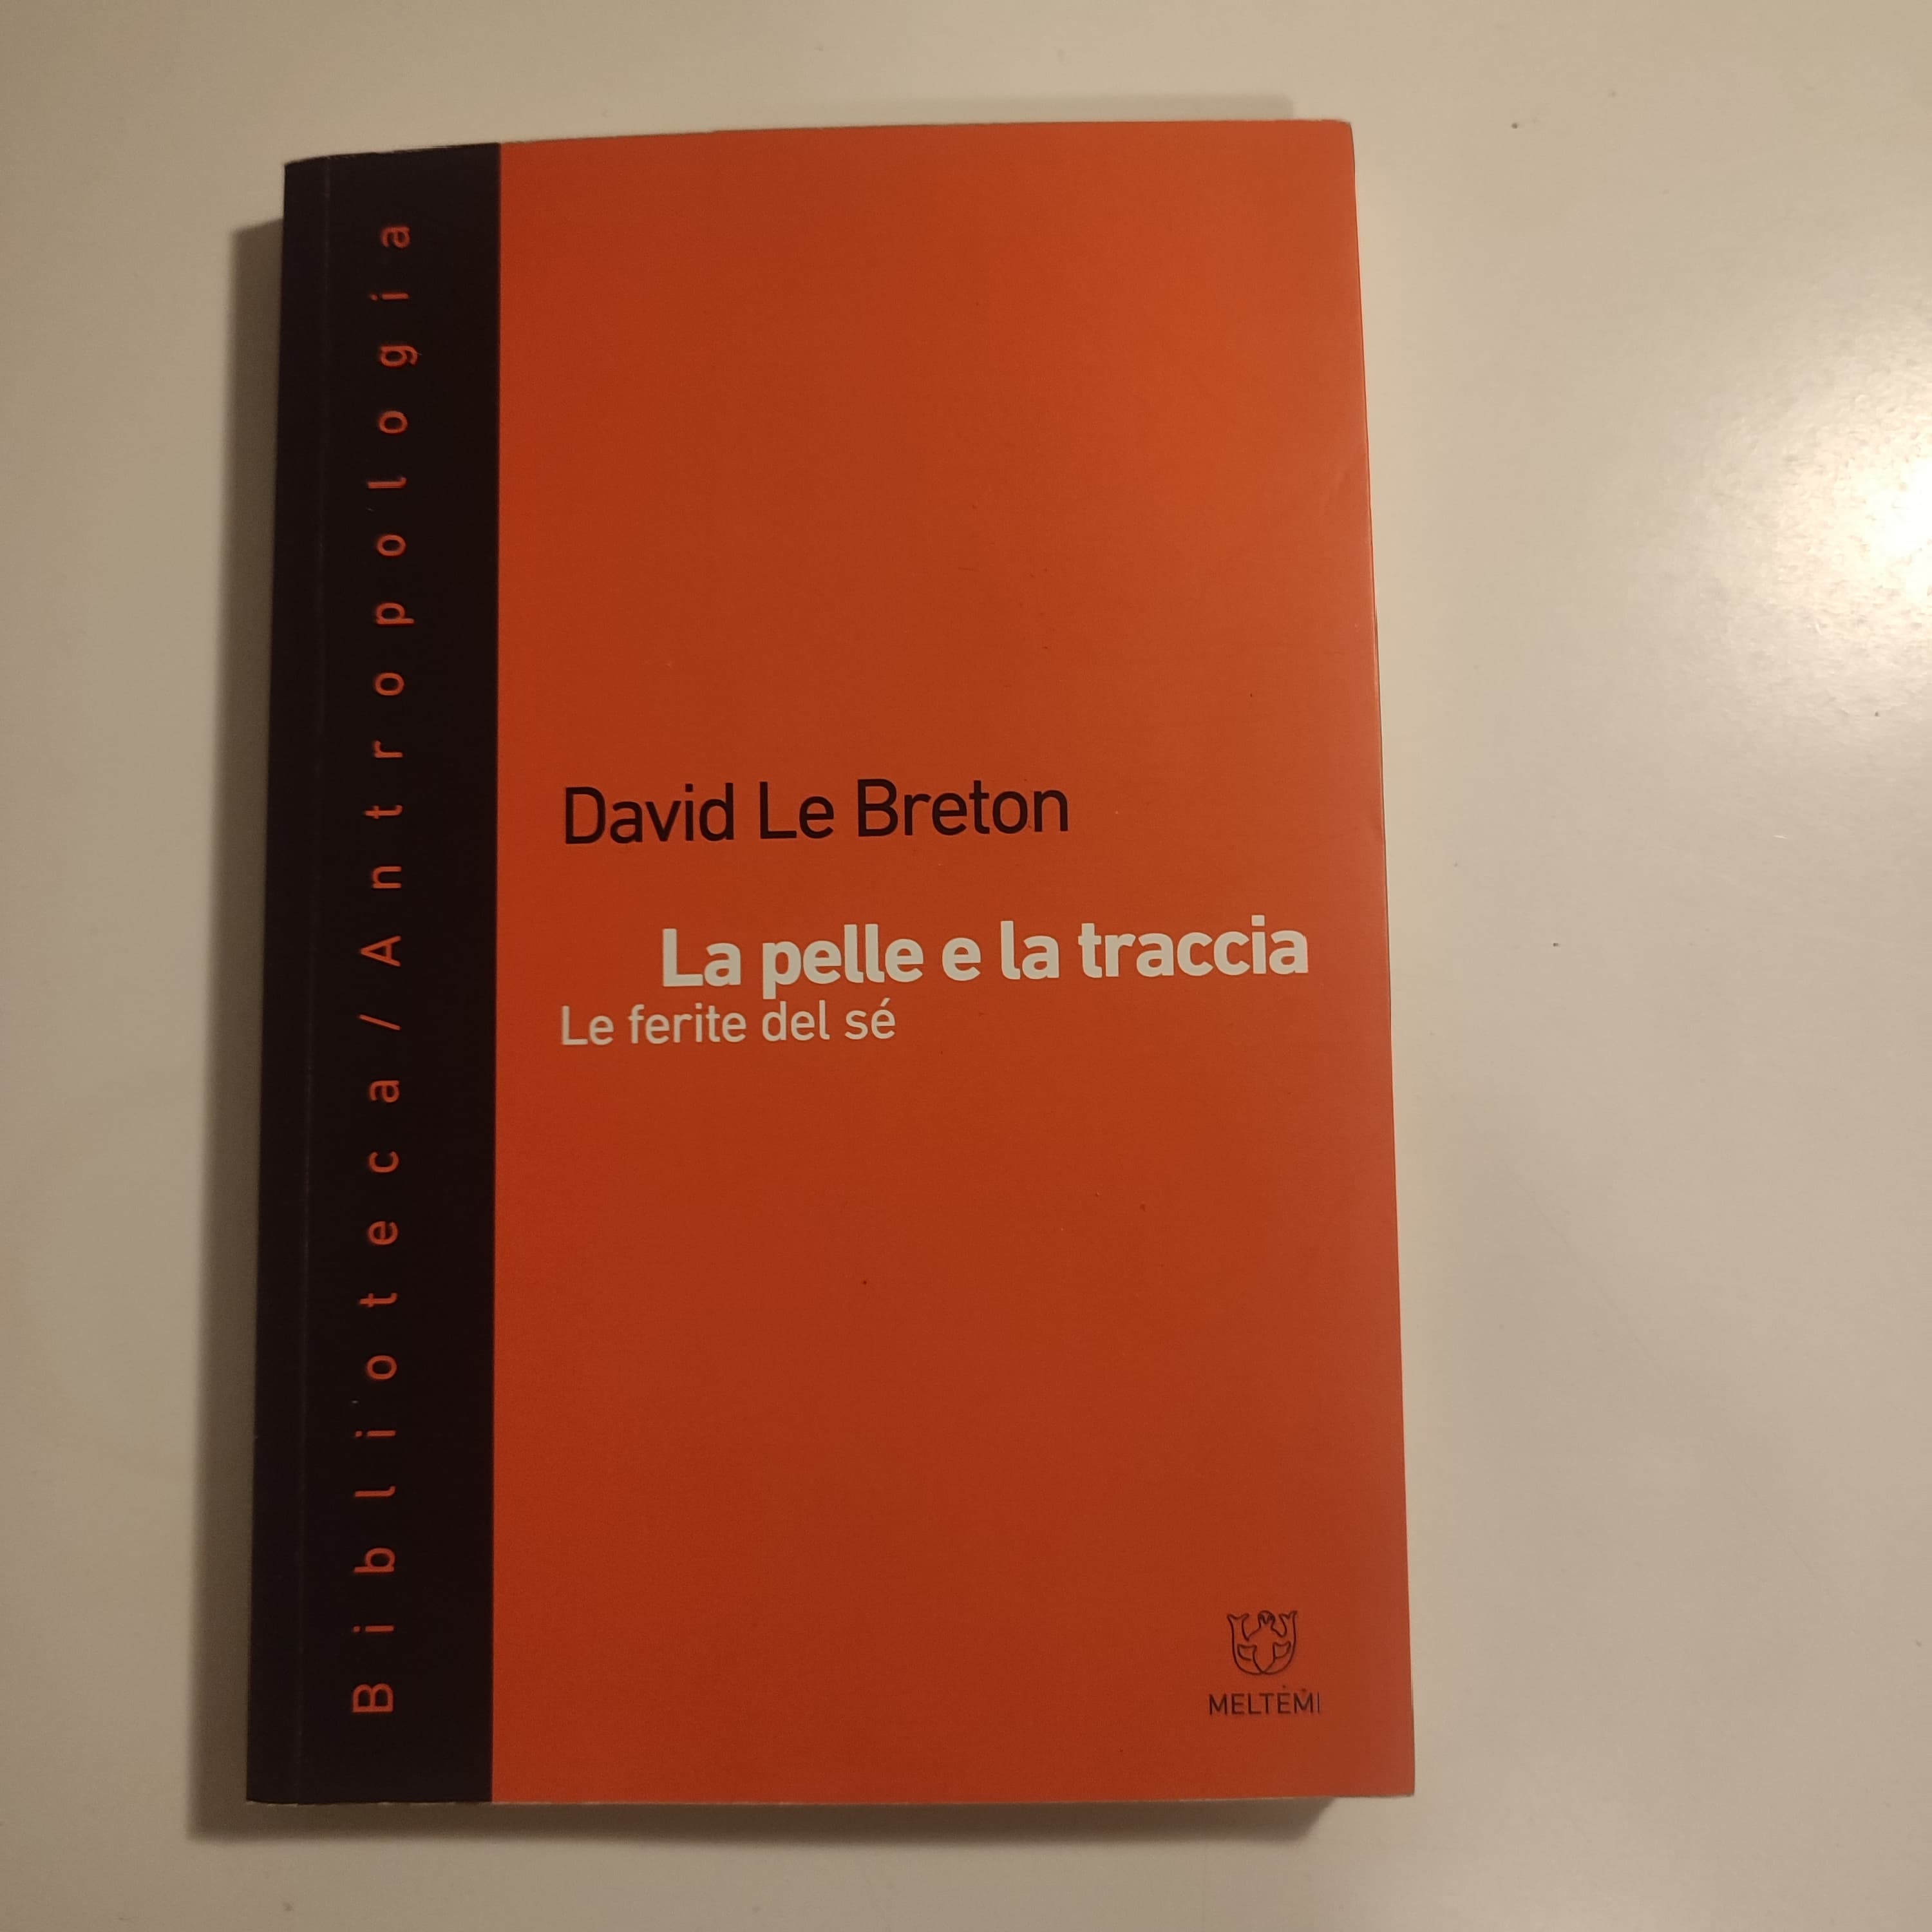 Biblioteca / Antropologia
David Le Breton
La pelle e la traccia
Le ferite del sé
MELTEMI